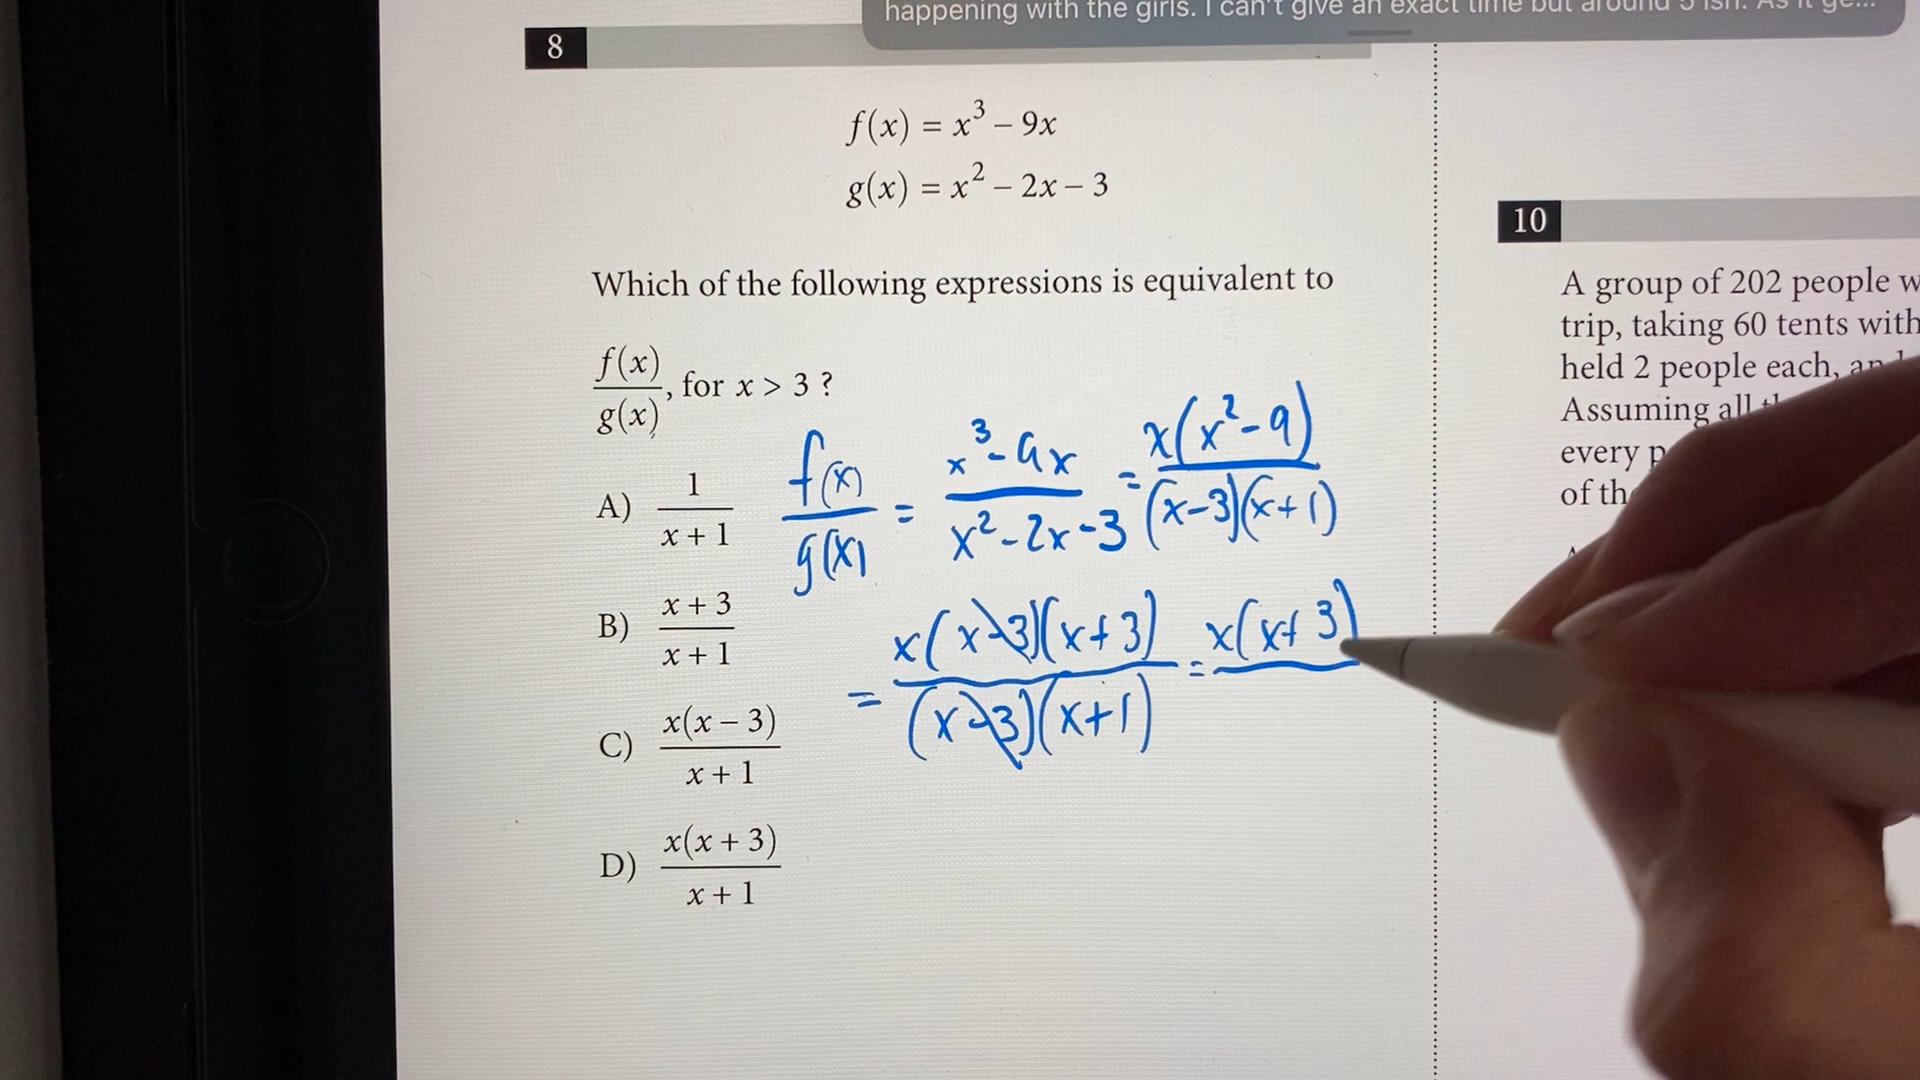 happening with the girls. I can't give an exact time but around 5 ish. As it ge...
8
f(x) = x³ – 9x
g(x) = x² – 2x – 3
Which of the following expressions is equivalent to
f(x)/g(x), for x > 3 ?
A) 1/(x + 1)
B) (x + 3)/(x + 1)
C) x(x – 3)/(x + 1)
D) x(x + 3)/(x + 1)
f(x)/g(x) = (x³ - 9x)/(x² - 2x - 3) = x(x² - 9)/(x - 3)(x + 1)
= x(x - 3)(x + 3)/(x - 3)(x + 1) = x(x + 3)
10
A group of 202 people
trip, taking 60 tents with
held 2 people each,
Assuming all
every
of